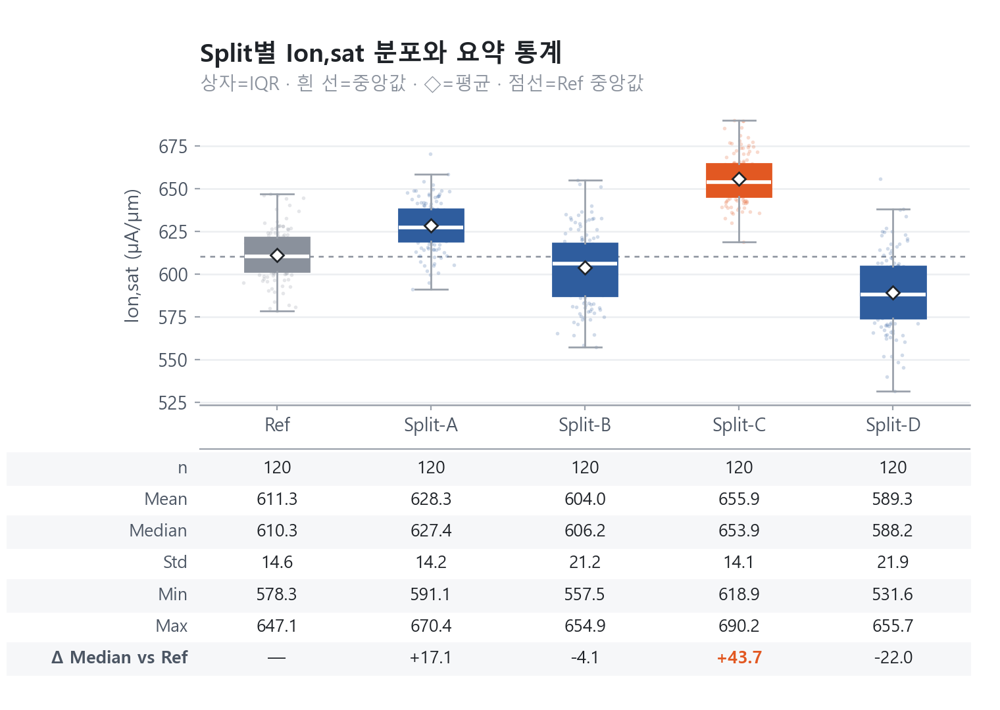 Split별 Ion,sat 분포와 요약 통계
상자=IQR · 흰 선=중앙값 · ◇=평균 · 점선=Ref 중앙값
Ion,sat (µA/µm)
675
650
625
600
575
550
525
Ref Split-A Split-B Split-C Split-D
n 120 120 120 120 120
Mean 611.3 628.3 604.0 655.9 589.3
Median 610.3 627.4 606.2 653.9 588.2
Std 14.6 14.2 21.2 14.1 21.9
Min 578.3 591.1 557.5 618.9 531.6
Max 647.1 670.4 654.9 690.2 655.7
Δ Median vs Ref — +17.1 -4.1 +43.7 -22.0